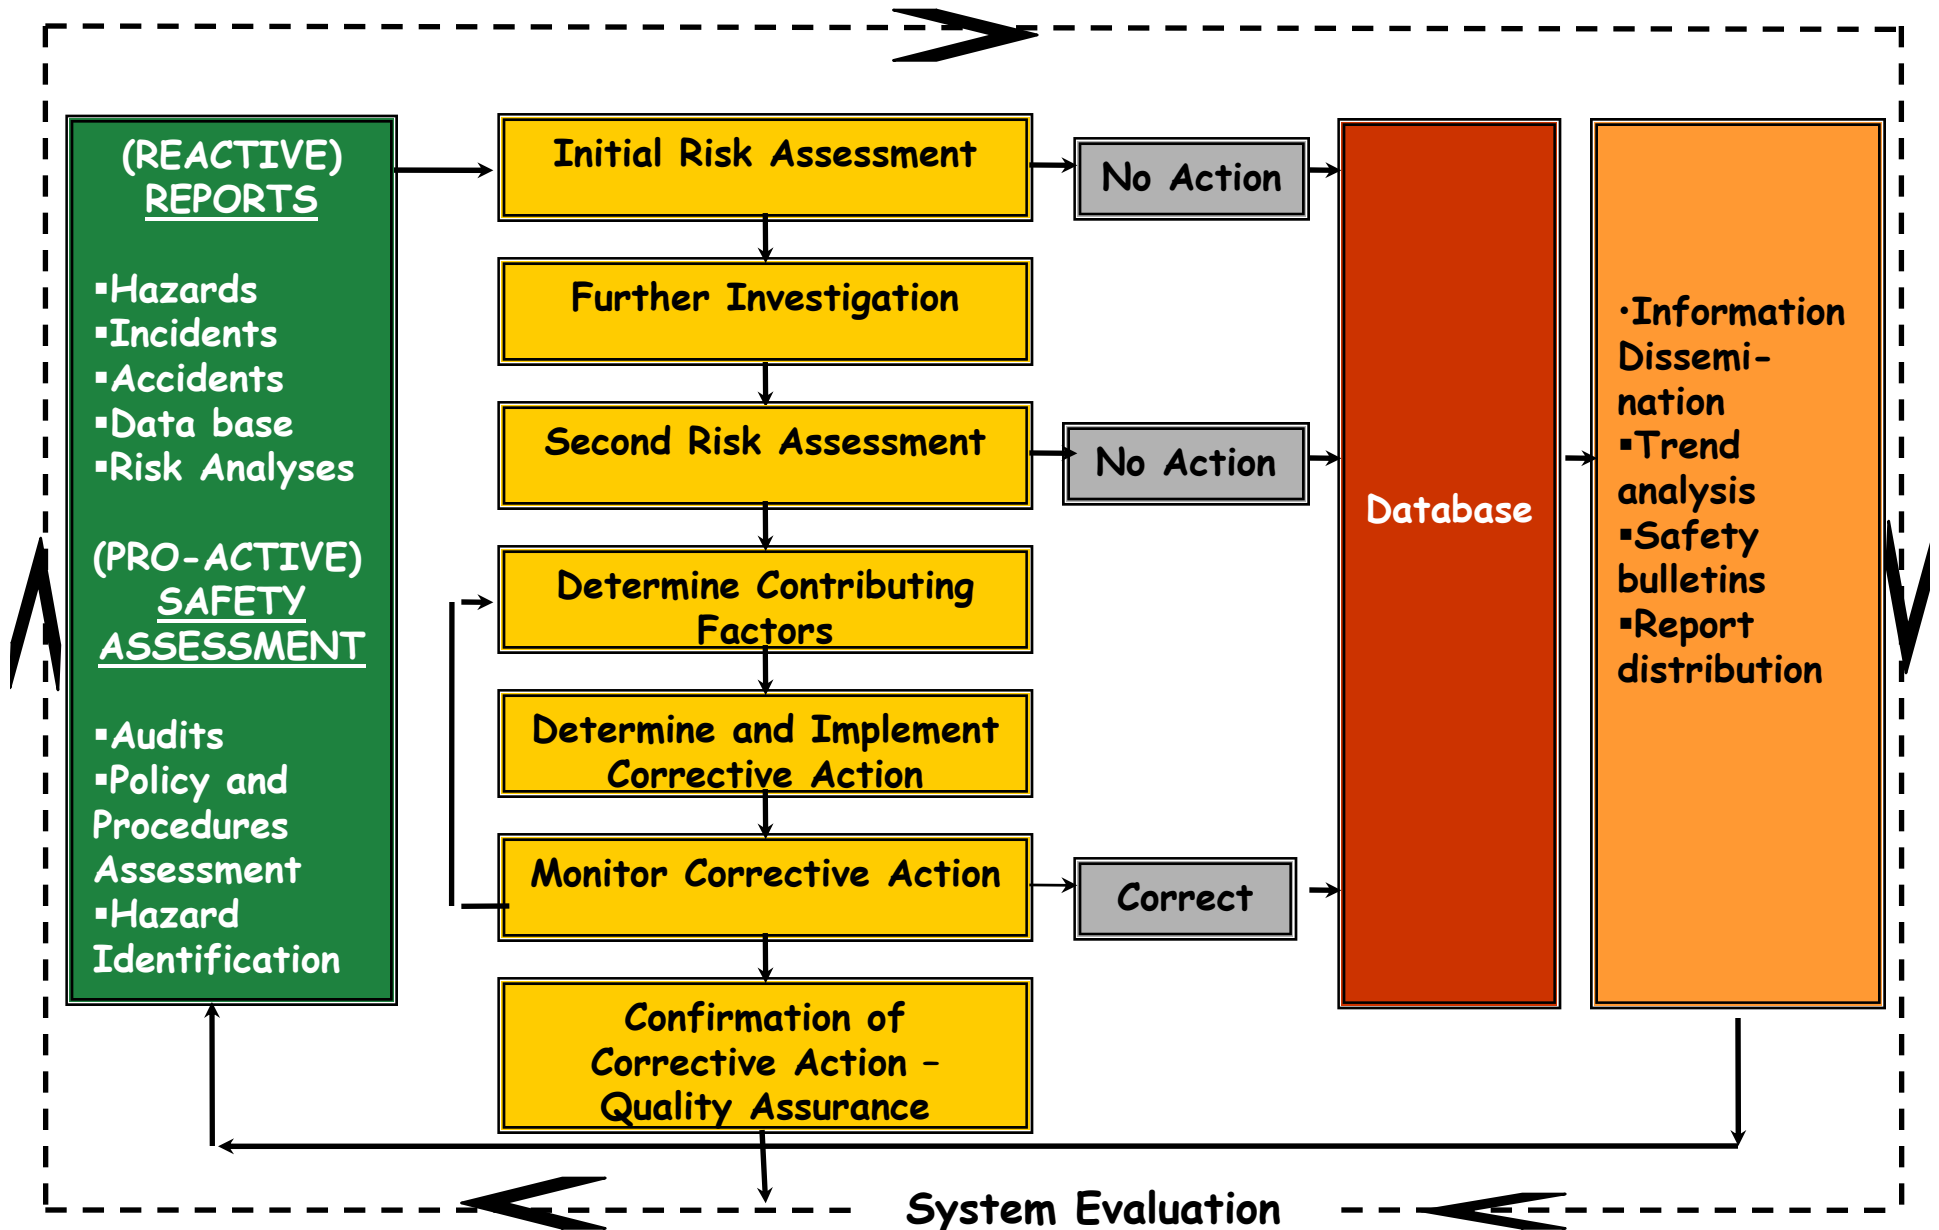 (REACTIVE)
REPORTS
▪Hazards
▪Incidents
▪Accidents
▪Data base
▪Risk Analyses
(PRO-ACTIVE)
SAFETY
ASSESSMENT
▪Audits
▪Policy and
Procedures
Assessment
▪Hazard
Identification
Initial Risk Assessment
Further Investigation
Second Risk Assessment
Determine Contributing
Factors
Determine and Implement
Corrective Action
Monitor Corrective Action
Confirmation of
Corrective Action –
Quality Assurance
No Action
No Action
Correct
Database
•Information
Dissemi-
nation
▪Trend
analysis
▪Safety
bulletins
▪Report
distribution
System Evaluation